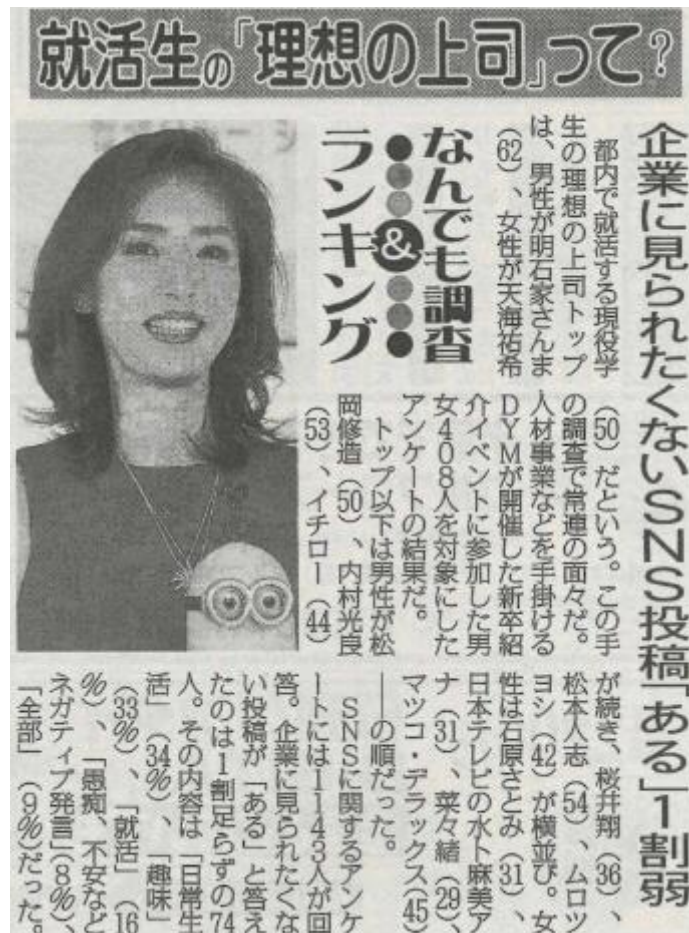 就活生の「理想の上司」って?
企業に見られたくないSNS投稿「ある」1割弱
なんでも調査
&
ランキング
都内で就活する現役学
生の理想の上司トップ
は、男性が明石家さんま
(62)、女性が天海祐希
(50)だという。この手
の調査で常連の面々だ。
人材事業などを手掛ける
DYMが開催した新卒紹
介イベントに参加した男
女408人を対象にした
アンケートの結果だ。
トップ以下は男性が松
岡修造(50)、内村光良
(53)、イチロー(44)
が続き、桜井翔(36)、
松本人志(54)、ムロツ
ヨシ(42)が横並び。女
性は石原さとみ(31)、
日本テレビの水卜麻美ア
ナ(31)、菜々緒(29)、
マツコ・デラックス(45)
――の順だった。
SNSに関するアンケ
ートには1143人が回
答。企業に見られたくな
い投稿が「ある」と答え
たのは1割足らずの74
人。その内容は「日常生
活」(34%)、「趣味」
(33%)、「就活」(16
%)、「愚痴、不安など
ネガティブ発言」(8%)、
「全部」(9%)だった。